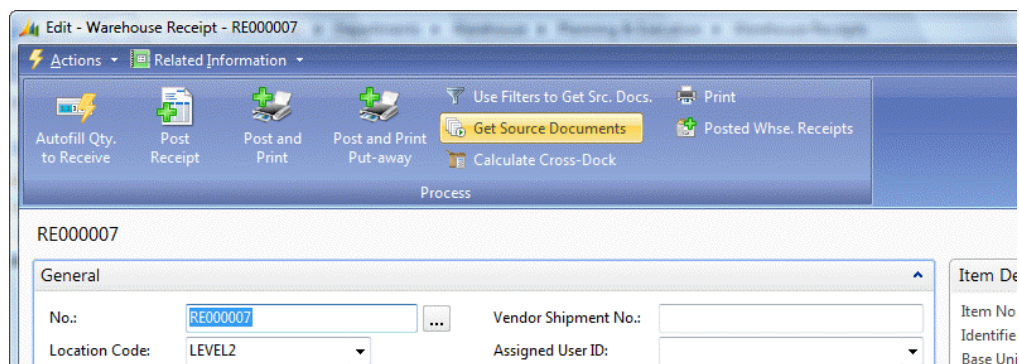 Edit - Warehouse Receipt - RE000007
Actions Related Information
Autofill Qty.
to Receive
Post
Receipt
Post and
Print
Post and Print
Put-away
Use Filters to Get Src. Docs.
Get Source Documents
Calculate Cross-Dock
Print
Posted Whse. Receipts
Process
RE000007
General
No.: RE000007 ... Vendor Shipment No.:
Location Code: LEVEL2 Assigned User ID:
Item De
Item No
Identifie
Base Uni